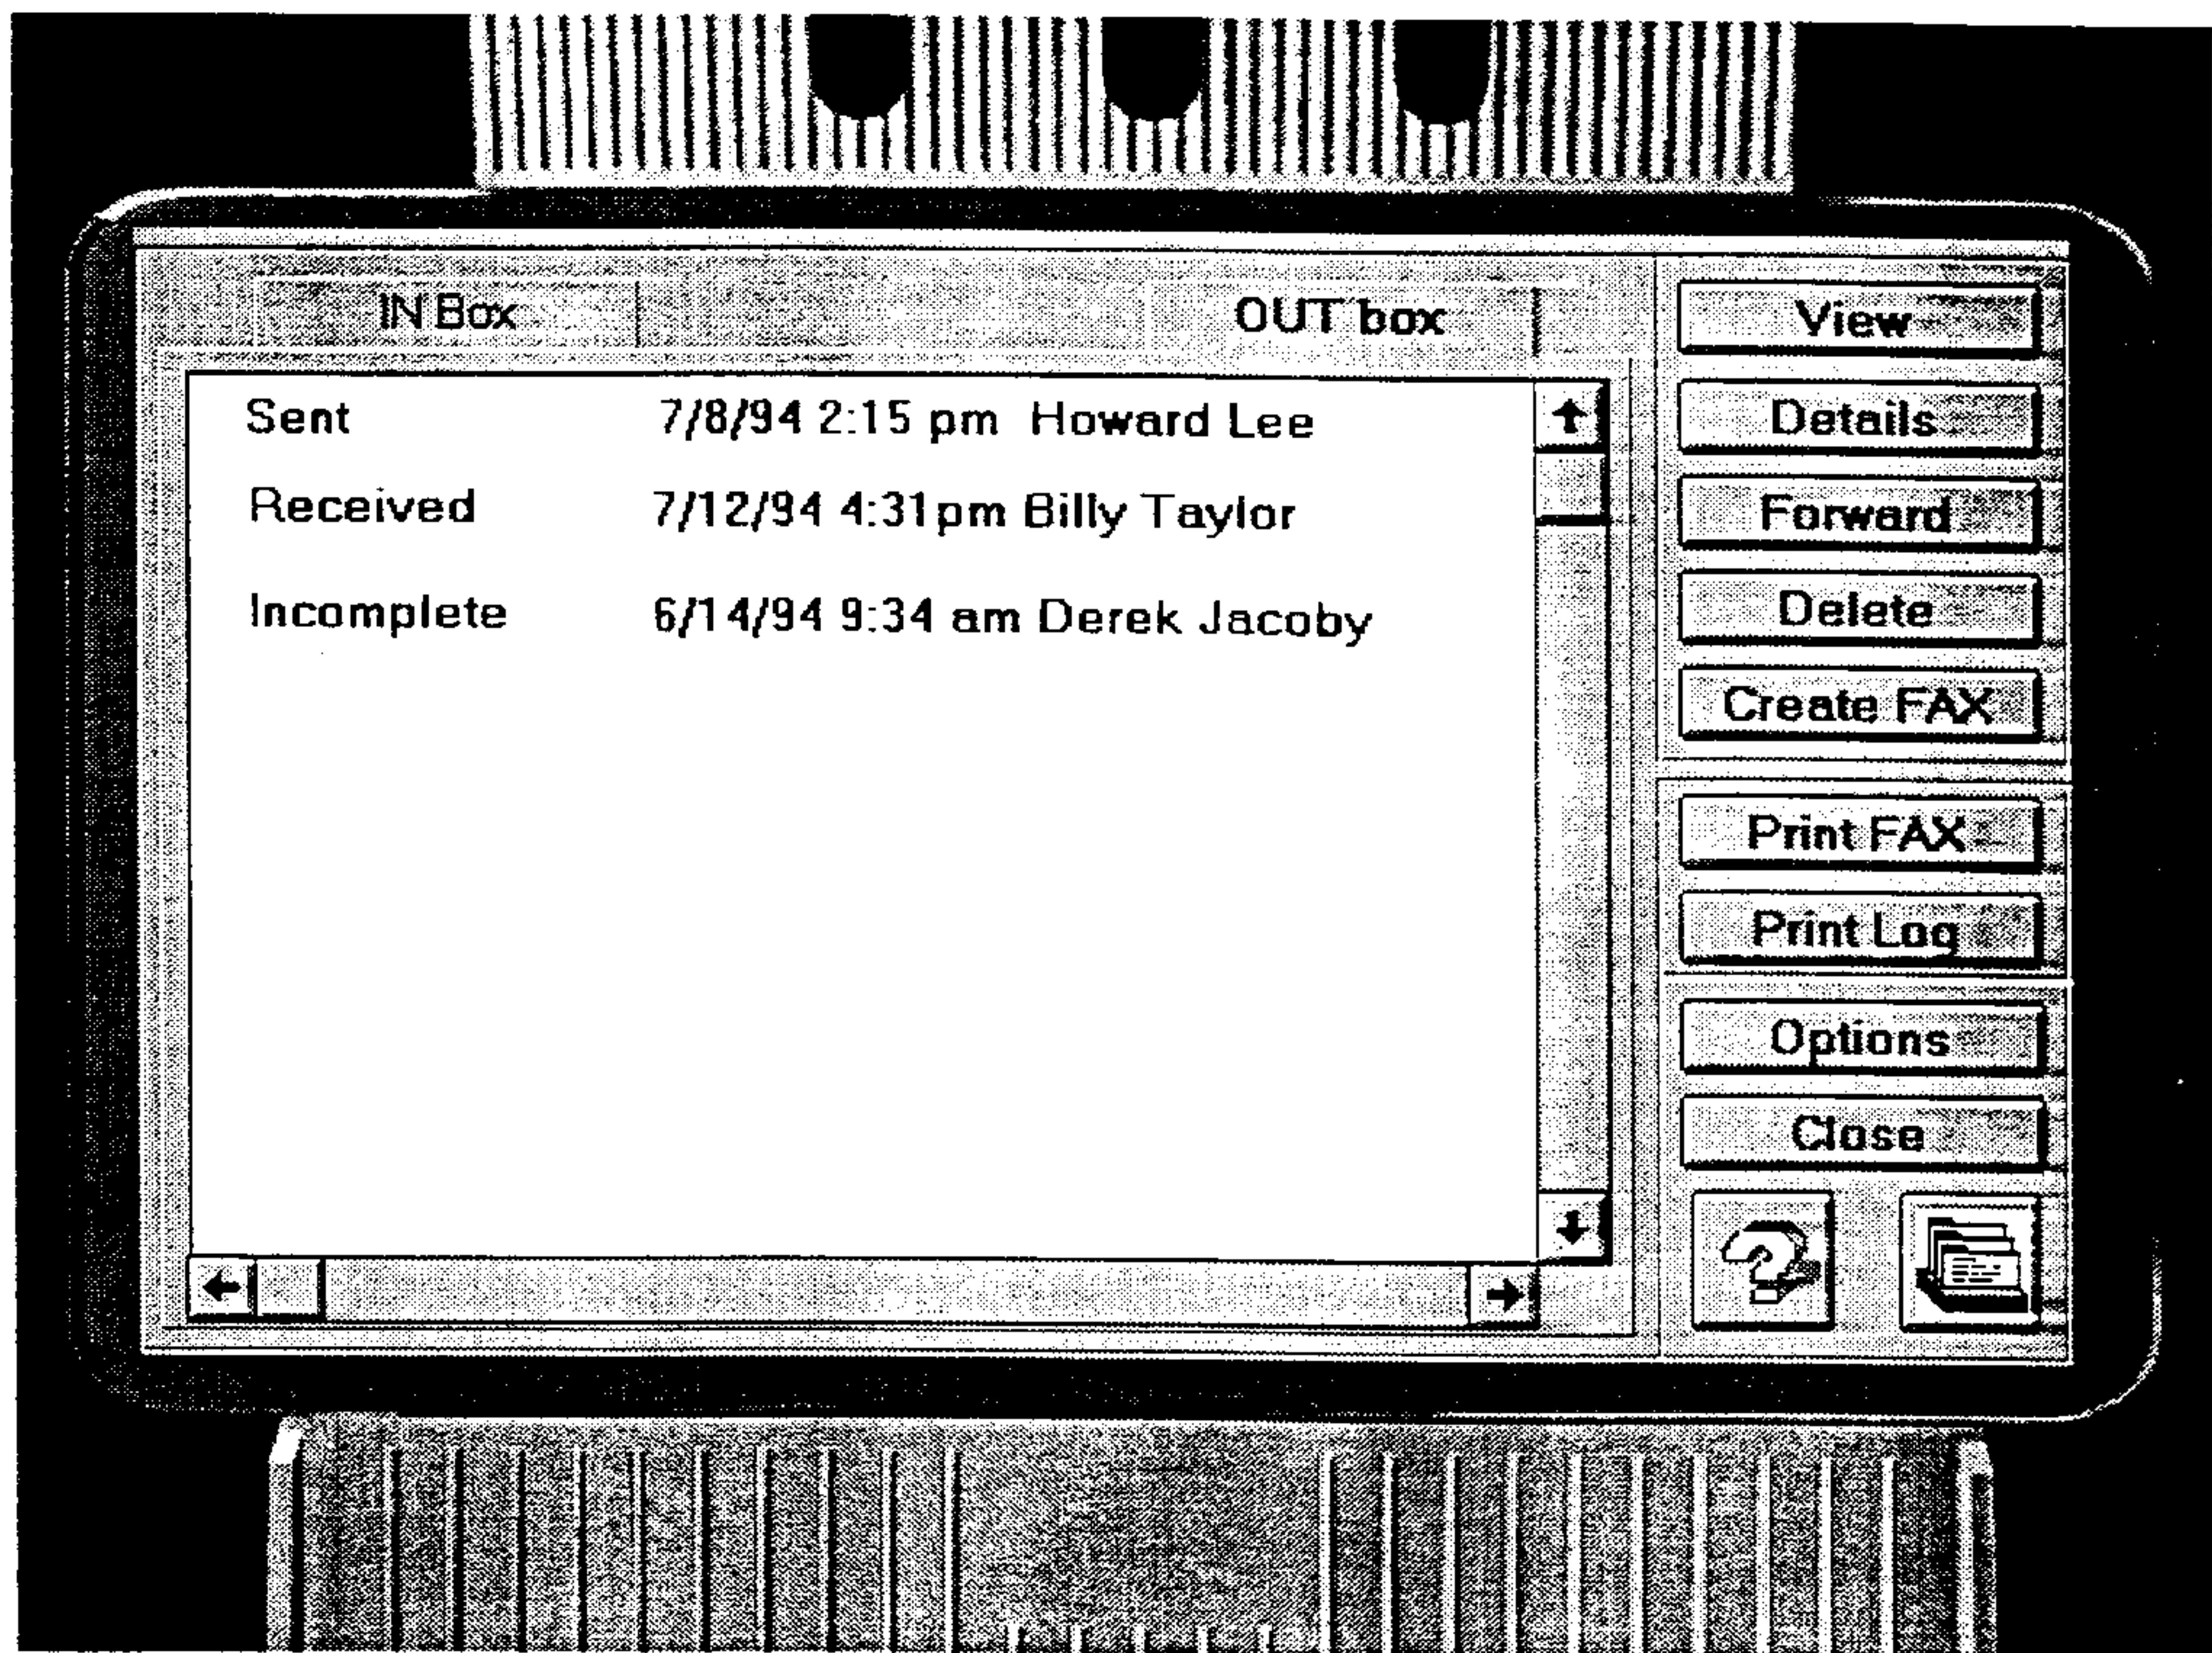 IN Box
OUT box
Sent 7/8/94 2:15 pm Howard Lee
Received 7/12/94 4:31pm Billy Taylor
Incomplete 6/14/94 9:34 am Derek Jacoby
View
Details
Forward
Delete
Create FAX
Print FAX
Print Log
Options
Close